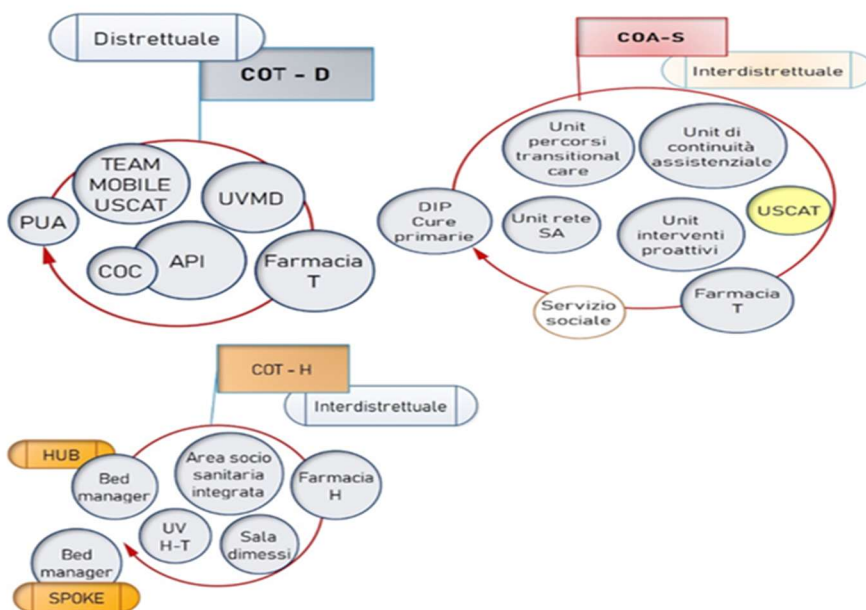 Distrettuale
COT - D
TEAM
MOBILE
USCAT
UVMD
PUA
COC
API
Farmacia
T
COA-S
Interdistrettuale
Unit
percorsi
transitional
care
Unit di
continuità
assistenziale
DIP
Cure
primarie
Unit rete
SA
Unit
interventi
proattivi
USCAT
Servizio
sociale
Farmacia
T
COT - H
Interdistrettuale
HUB
Bed
manager
Area socio
sanitaria
integrata
Farmacia
H
UV
H-T
Sala
dimessi
Bed
manager
SPOKE